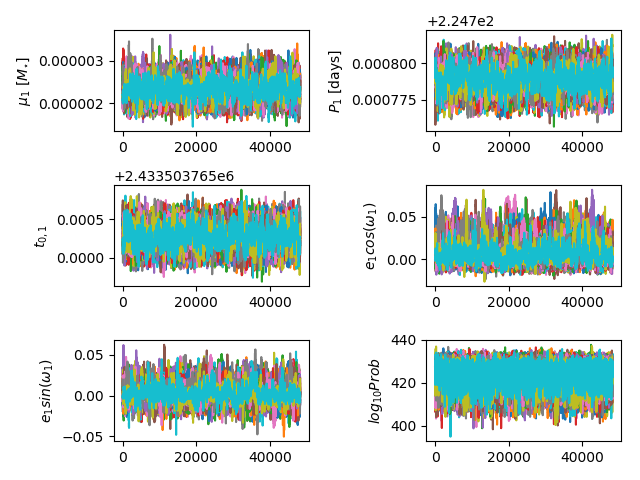 μ₁ [M⋆]
0.000003
0.000002
0 20000 40000
+2.247e2
P₁ [days]
0.000800
0.000775
0 20000 40000
+2.433503765e6
t₀,₁
0.0005
0.0000
0 20000 40000
e₁cos(ω₁)
0.05
0.00
0 20000 40000
e₁sin(ω₁)
0.05
0.00
−0.05
0 20000 40000
log₁₀Prob
440
420
400
0 20000 40000